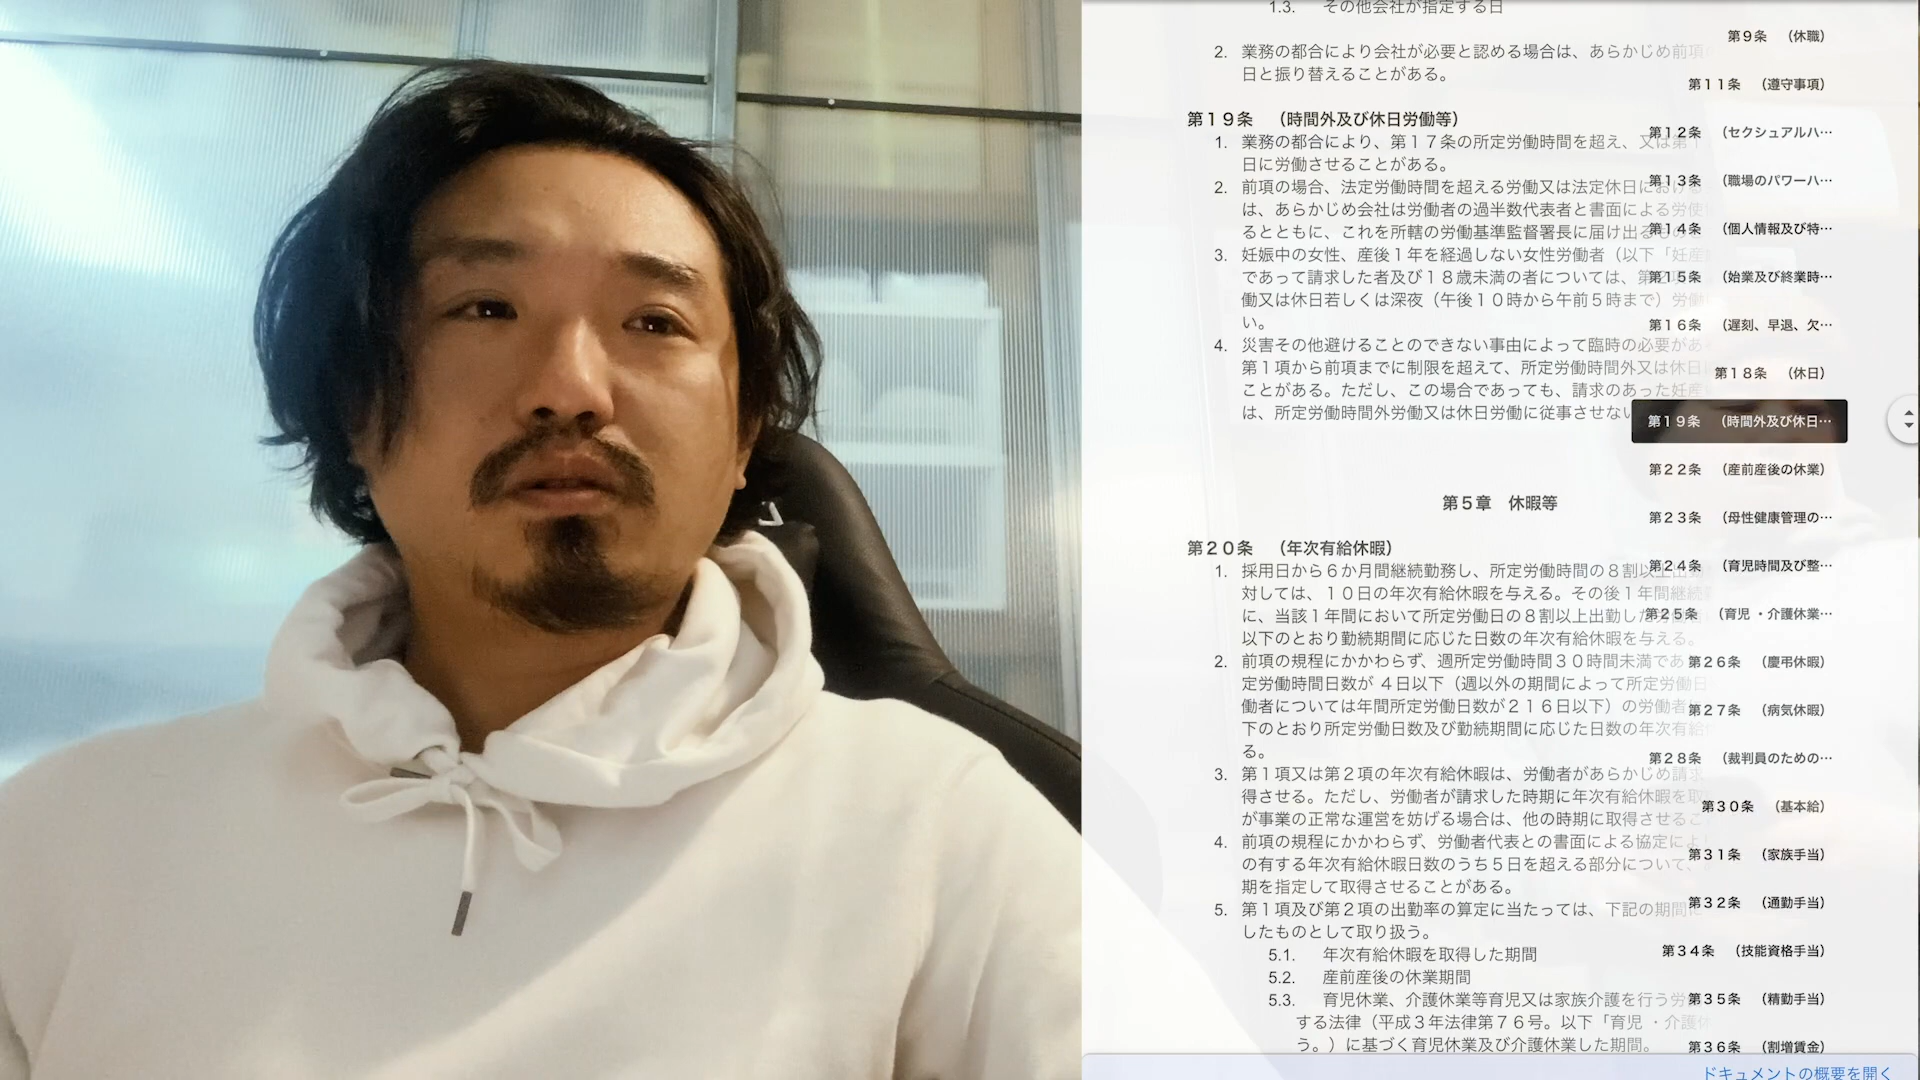 1.3. その他会社が指定する日
2. 業務の都合により会社が必要と認める場合は、あらかじめ前項
日と振り替えることがある。
第19条 （時間外及び休日労働等）
1. 業務の都合により、第17条の所定労働時間を超え、又は第1
日に労働させることがある。
2. 前項の場合、法定労働時間を超える労働又は法定休日におけ
は、あらかじめ会社は労働者の過半数代表者と書面による労使
るとともに、これを所轄の労働基準監督署長に届け出るもの
3. 妊娠中の女性、産後1年を経過しない女性労働者（以下「妊産
であって請求した者及び18歳未満の者については、第2
働又は休日若しくは深夜（午後10時から午前5時まで）労働
い。
4. 災害その他避けることのできない事由によって臨時の必要があ
第1項から前項までに制限を超えて、所定労働時間外又は休日
ことがある。ただし、この場合であっても、請求のあった妊産
は、所定労働時間外労働又は休日労働に従事させない
第5章 休暇等
第20条 （年次有給休暇）
1. 採用日から6か月間継続勤務し、所定労働時間の8割以上出勤
対しては、10日の年次有給休暇を与える。その後1年間継続
に、当該1年間において所定労働日の8割以上出勤した
以下のとおり勤続期間に応じた日数の年次有給休暇を与える。
2. 前項の規程にかかわらず、週所定労働時間30時間未満であ
定労働時間日数が 4日以下（週以外の期間によって所定労働日
働者については年間所定労働日数が216日以下）の労働者
下のとおり所定労働日数及び勤続期間に応じた日数の年次有給
る。
3. 第1項又は第2項の年次有給休暇は、労働者があらかじめ請求
得させる。ただし、労働者が請求した時期に年次有給休暇を取
が事業の正常な運営を妨げる場合は、他の時期に取得させるこ
4. 前項の規程にかかわらず、労働者代表との書面による協定によ
の有する年次有給休暇日数のうち5日を超える部分について、
期を指定して取得させることがある。
5. 第1項及び第2項の出勤率の算定に当たっては、下記の期間に
したものとして取り扱う。
5.1. 年次有給休暇を取得した期間
5.2. 産前産後の休業期間
5.3. 育児休業、介護休業等育児又は家族介護を行う労
する法律（平成3年法律第76号。以下「育児 ・介護休
う。）に基づく育児休業及び介護休業した期間。
第9条 （休職）
第11条 （遵守事項）
第12条 （セクシュアルハ…
第13条 （職場のパワーハ…
第14条 （個人情報及び特…
第15条 （始業及び終業時…
第16条 （遅刻、早退、欠…
第18条 （休日）
第19条 （時間外及び休日…
第22条 （産前産後の休業）
第23条 （母性健康管理の…
第24条 （育児時間及び整…
第25条 （育児 ・介護休業…
第26条 （慶弔休暇）
第27条 （病気休暇）
第28条 （裁判員のための…
第30条 （基本給）
第31条 （家族手当）
第32条 （通勤手当）
第34条 （技能資格手当）
第35条 （精勤手当）
第36条 （割増賃金）
ドキュメントの概要を開く